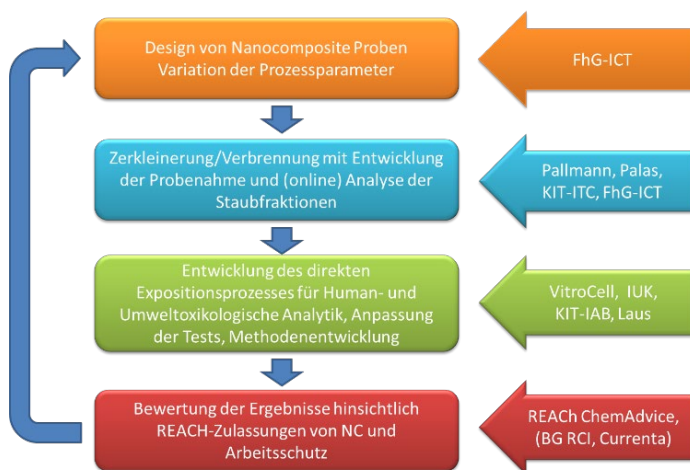 Design von Nanocomposite Proben
Variation der Prozessparameter
FhG-ICT
Zerkleinerung/Verbrennung mit Entwicklung
der Probenahme und (online) Analyse der
Staubfraktionen
Pallmann, Palas,
KIT-ITC, FhG-ICT
Entwicklung des direkten
Expositionsprozesses für Human- und
Umweltoxikologische Analytik, Anpassung
der Tests, Methodenentwicklung
VitroCell, IUK,
KIT-IAB, Laus
Bewertung der Ergebnisse hinsichtlich
REACH-Zulassungen von NC und
Arbeitsschutz
REACh ChemAdvice,
(BG RCI, Currenta)